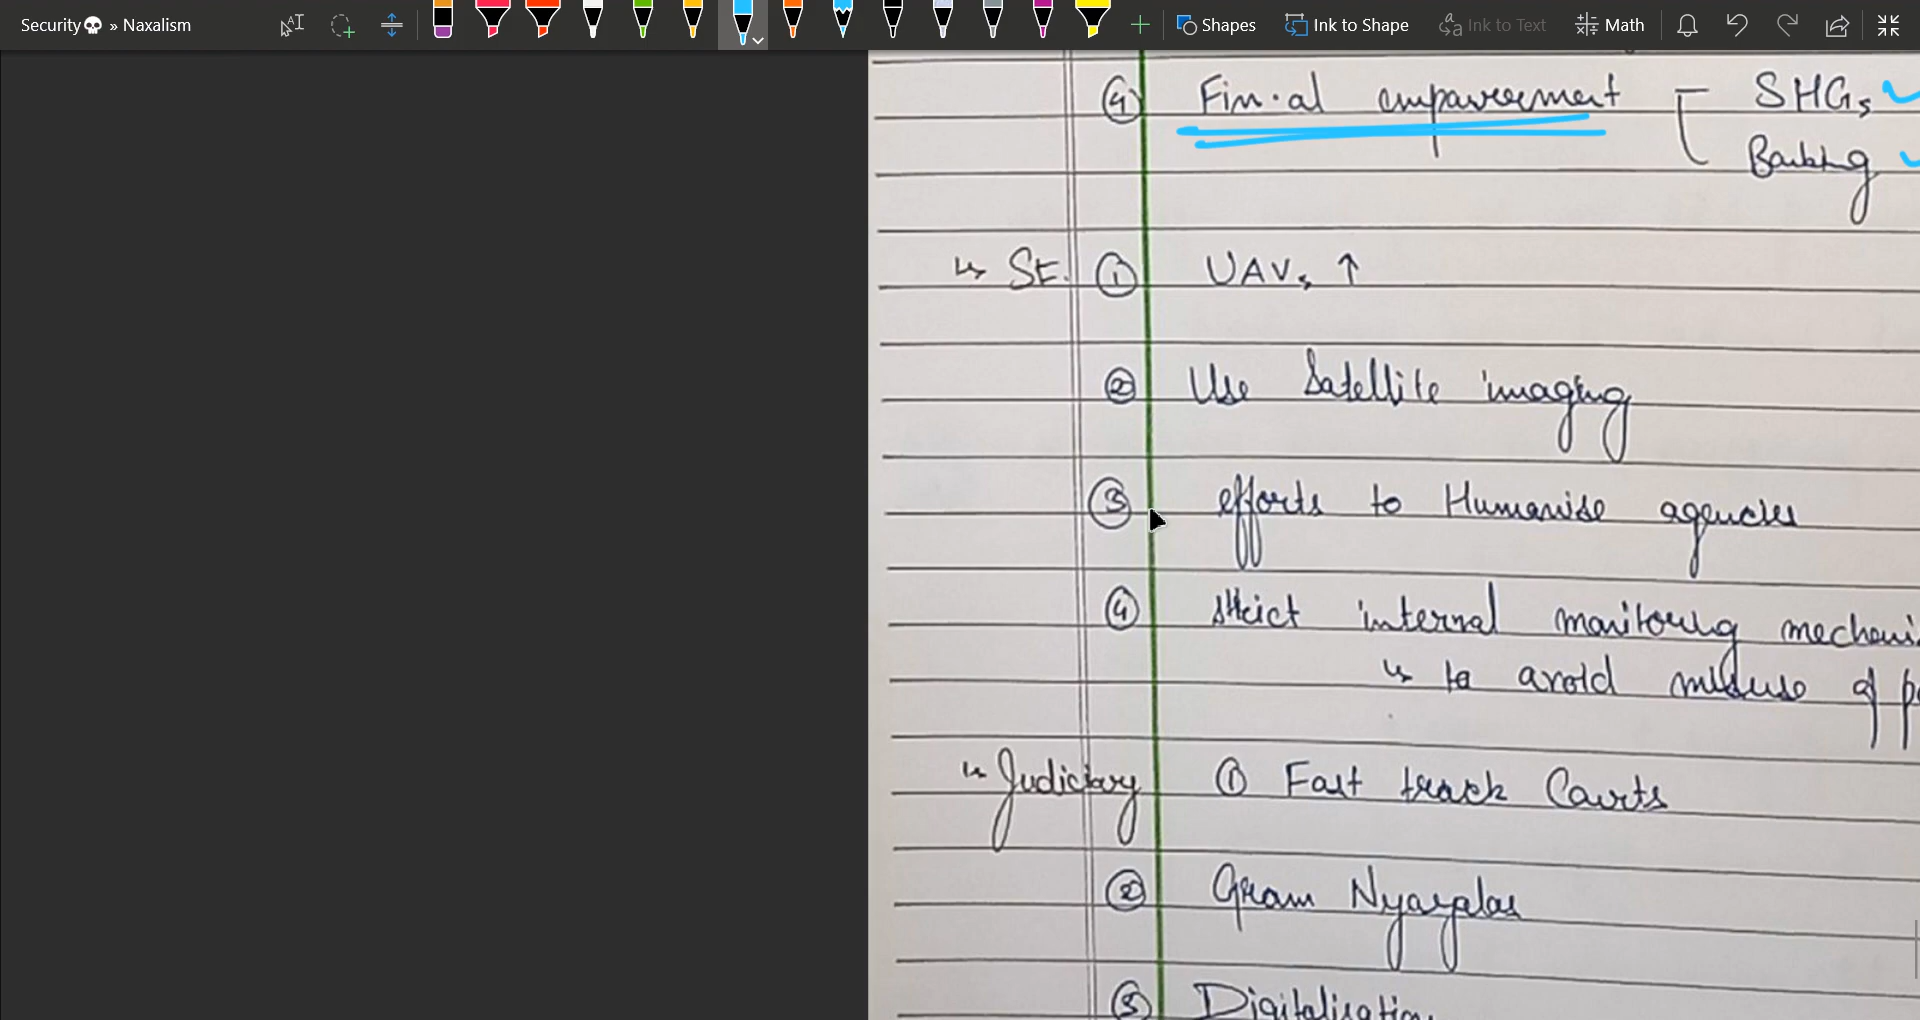 Security💀 » Naxalism
Shapes
Ink to Shape
Ink to Text
Math
④ Fin.al empowerment SHGs
Banking
↳ SF. ① UAVs ↑
② Use Satellite imaging
③ efforts to Humanise agencies
④ strict internal monitoring mechani
↳ to avoid misuse of p
↳ Judiciary ① Fast track Courts
② Gram Nyayalas
③ Digitalisation